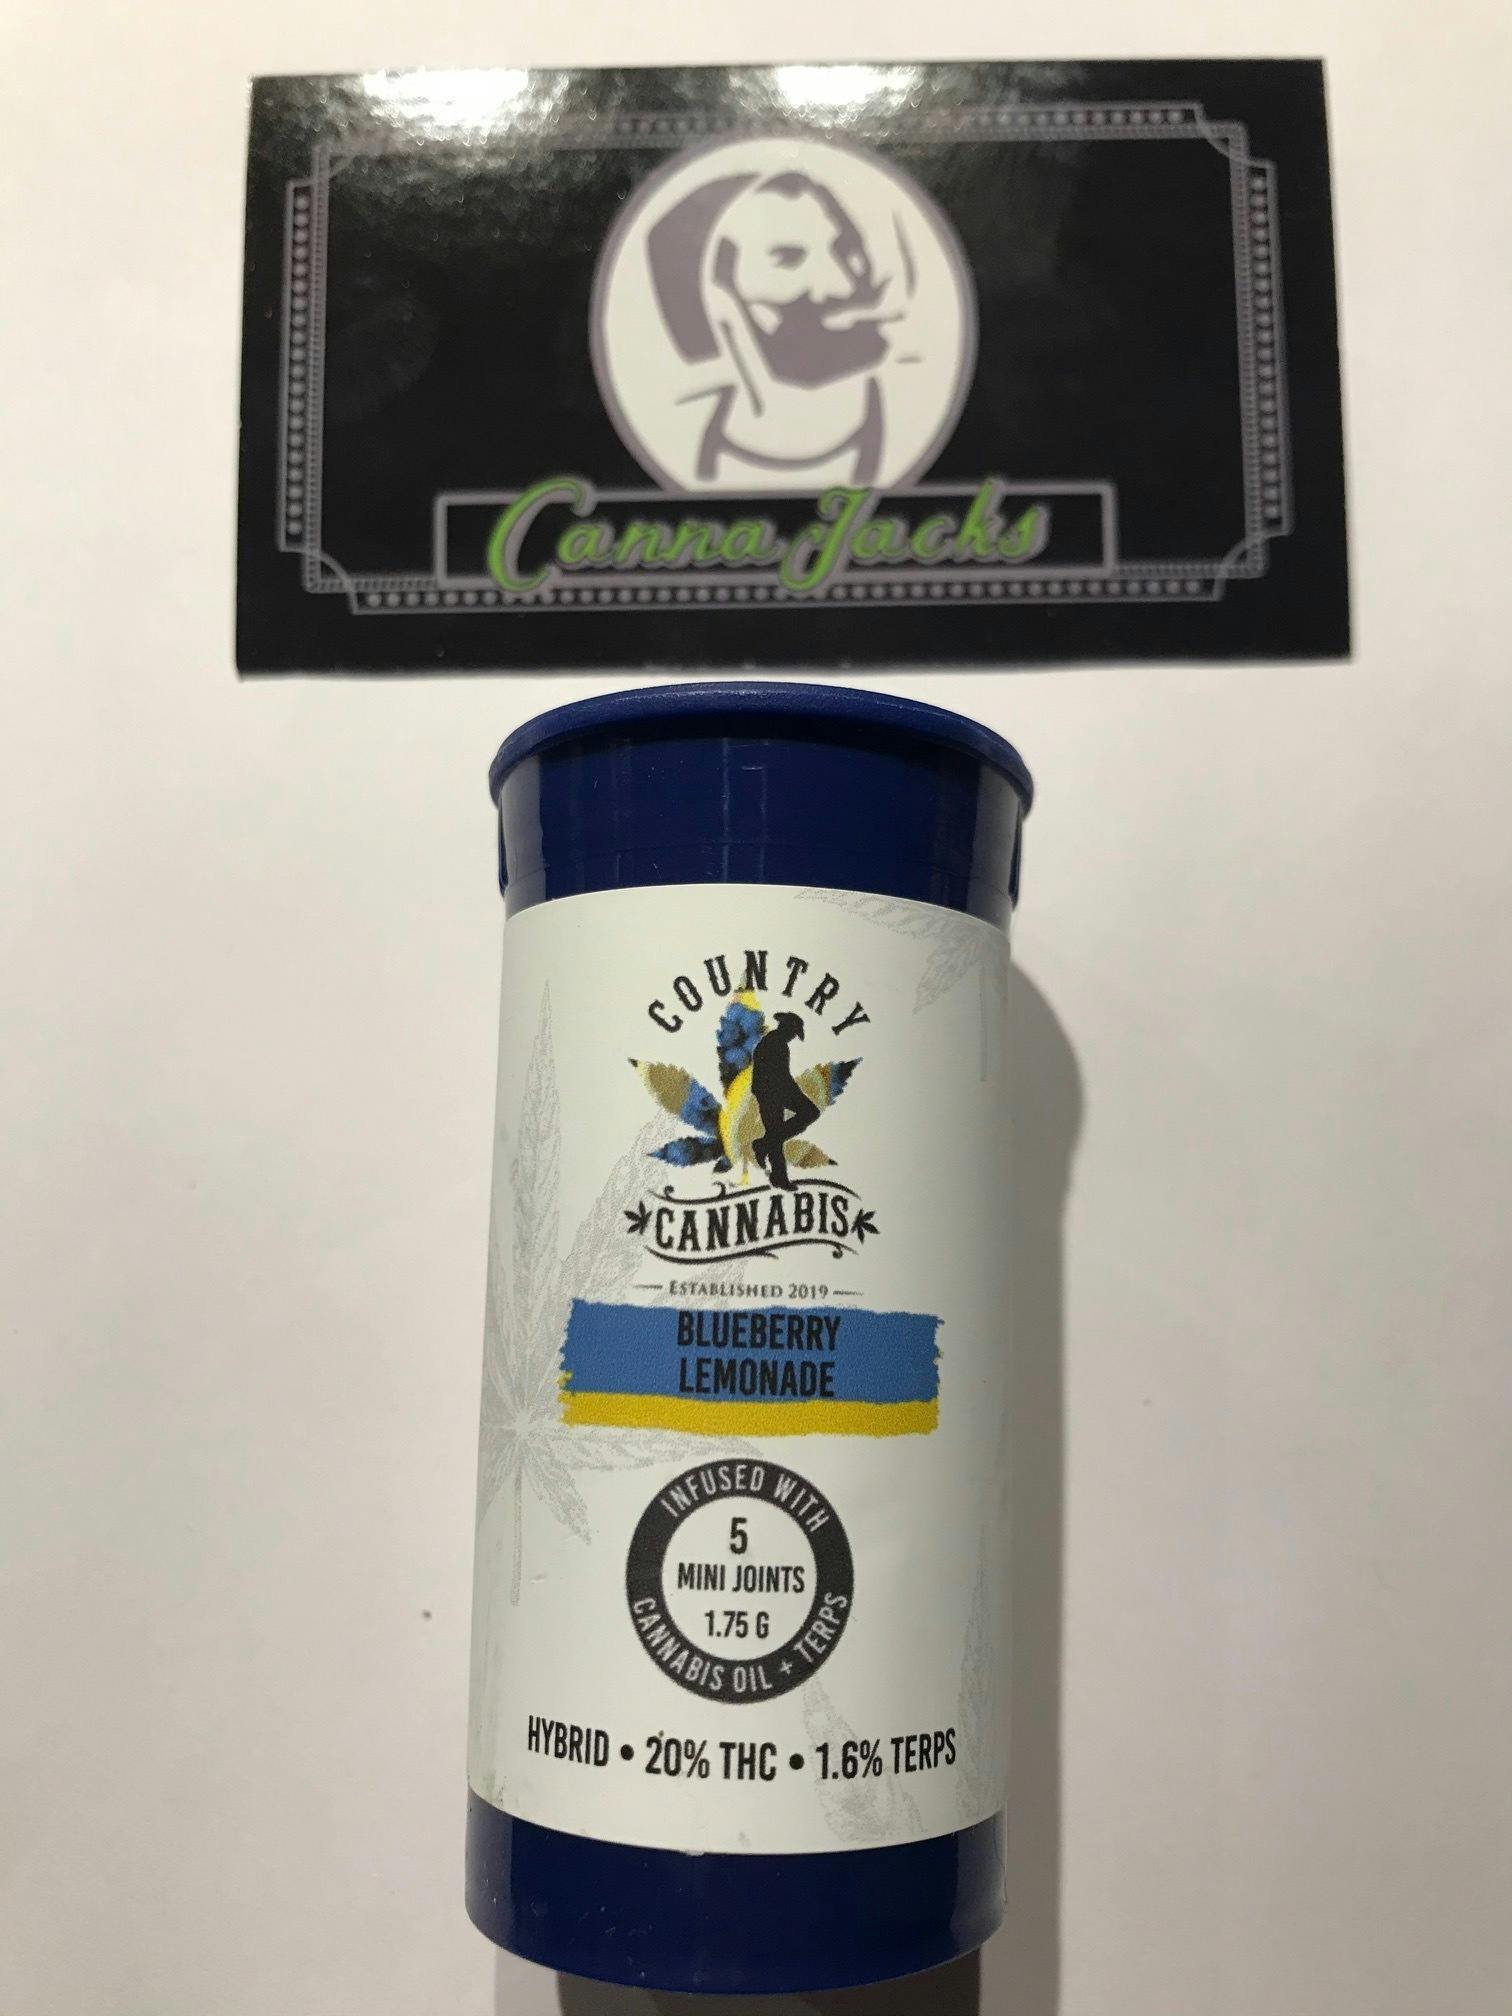 Canna Jacks
COUNTRY
CANNABIS
ESTABLISHED 2019
BLUEBERRY
LEMONADE
INFUSED WITH
5
MINI JOINTS
1.75 G
CANNABIS OIL + TERPS
HYBRID • 20% THC • 1.6% TERPS